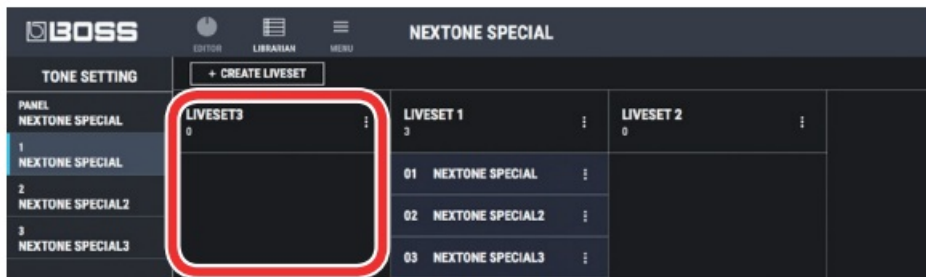 BOSS
EDITOR
LIBRARIAN
MENU
NEXTONE SPECIAL
TONE SETTING
+ CREATE LIVESET
PANEL
NEXTONE SPECIAL
1
NEXTONE SPECIAL
2
NEXTONE SPECIAL2
3
NEXTONE SPECIAL3
LIVESET3
0
LIVESET 1
3
01 NEXTONE SPECIAL
02 NEXTONE SPECIAL2
03 NEXTONE SPECIAL3
LIVESET 2
0